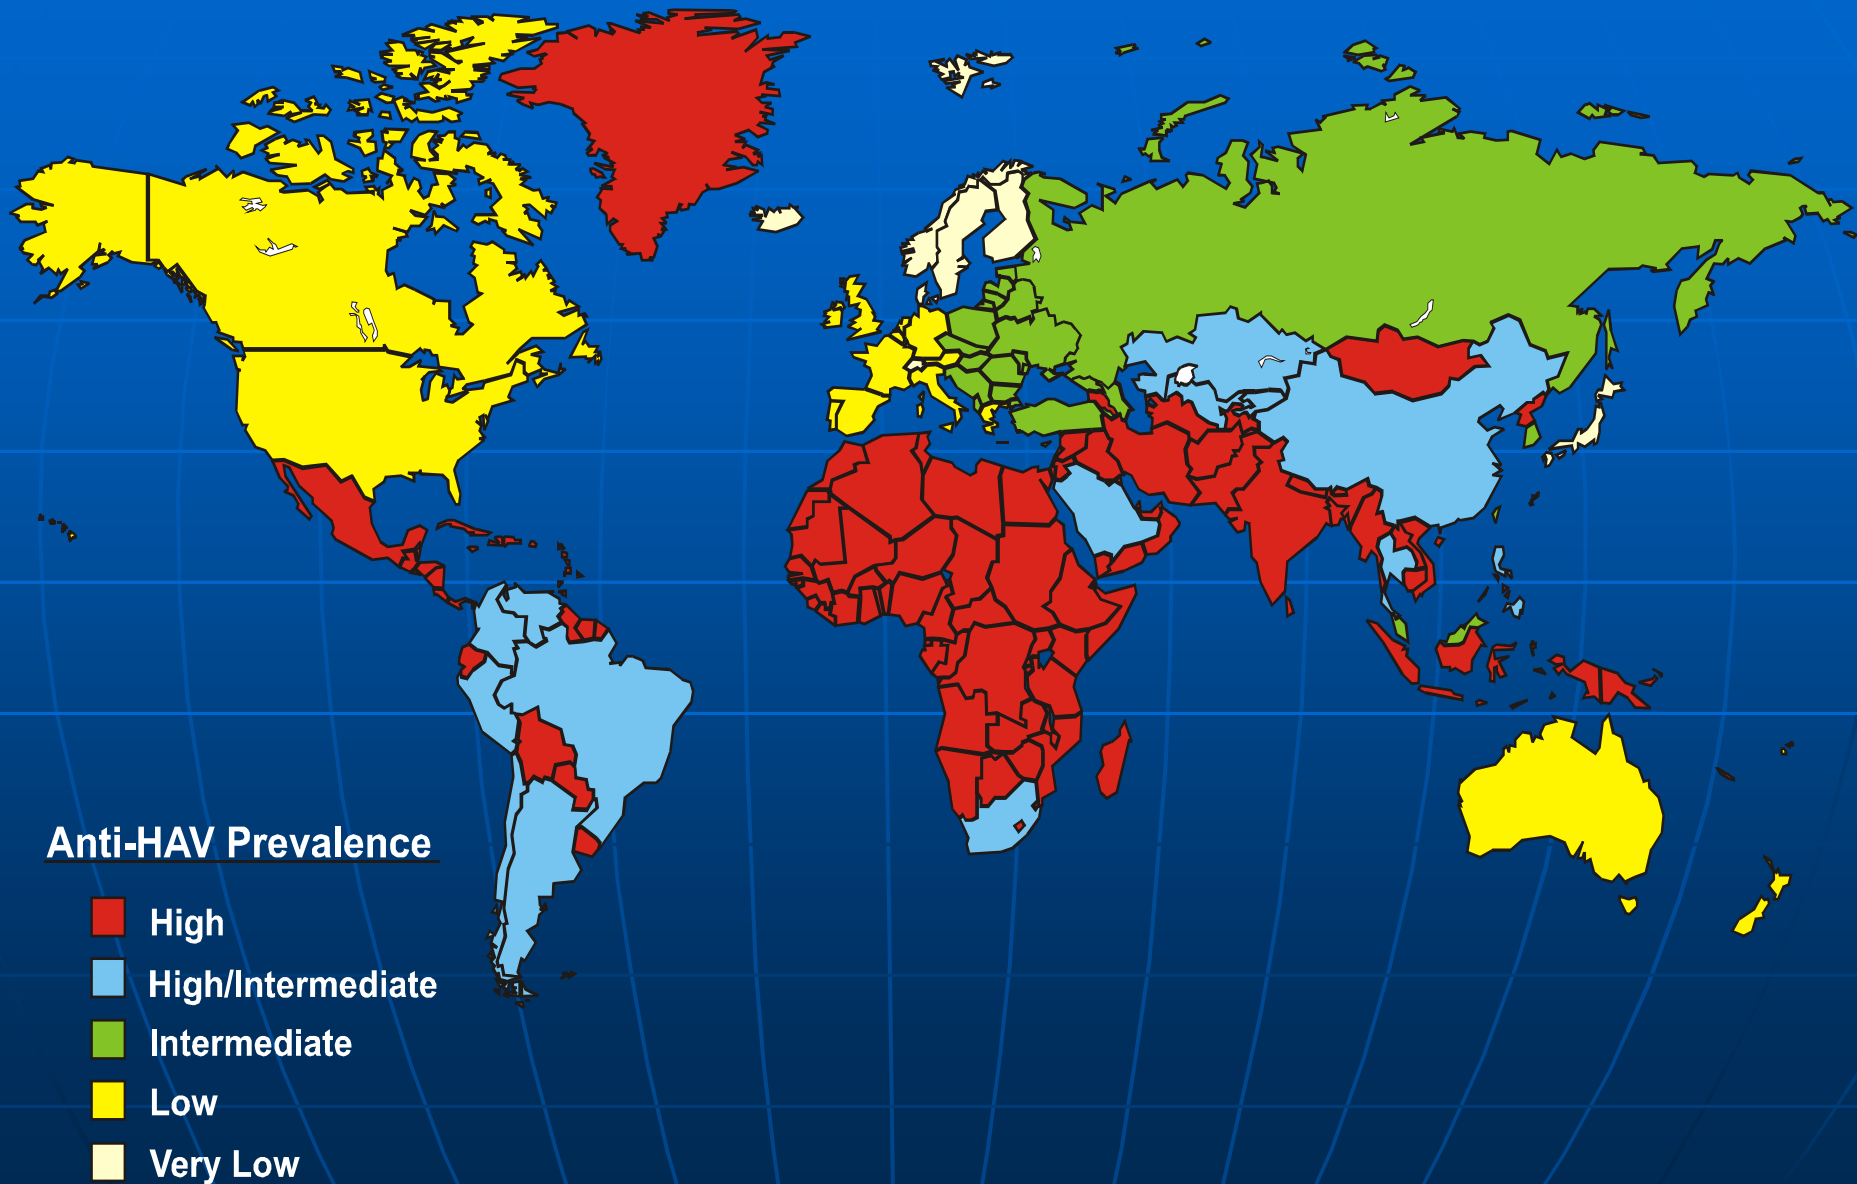 Anti-HAV Prevalence
High
High/Intermediate
Intermediate
Low
Very Low